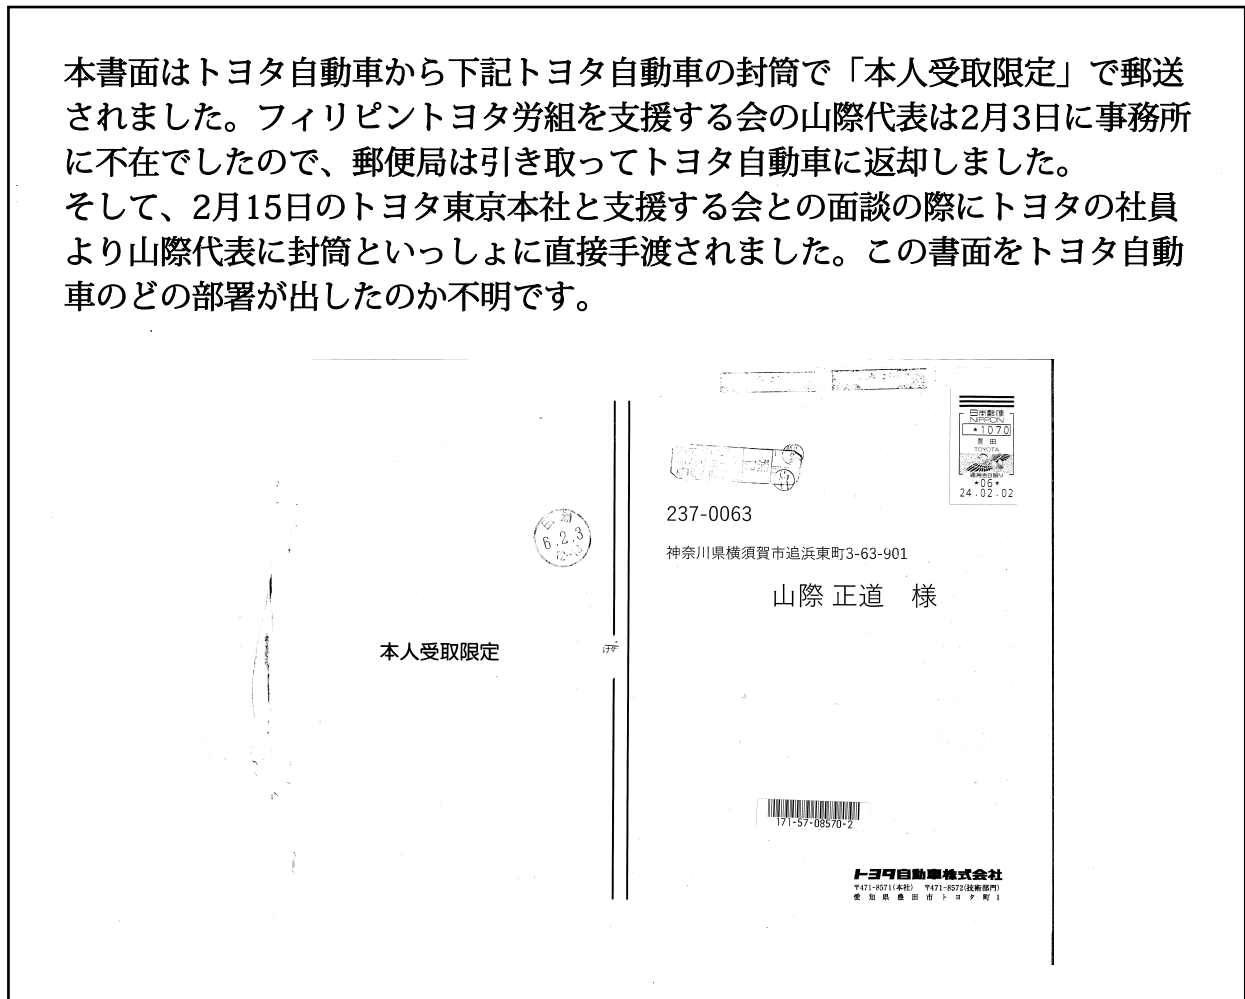 本書面はトヨタ自動車から下記トヨタ自動車の封筒で「本人受取限定」で郵送
されました。フィリピントヨタ労組を支援する会の山際代表は2月3日に事務所
に不在でしたので、郵便局は引き取ってトヨタ自動車に返却しました。
そして、2月15日のトヨタ東京本社と支援する会との面談の際にトヨタの社員
より山際代表に封筒といっしょに直接手渡されました。この書面をトヨタ自動
車のどの部署が出したのか不明です。
日本郵便
NIPPON
★1070
豊田
TOYOTA
★06★
24.02.02
237-0063
神奈川県横須賀市追浜東町3-63-901
山際 正道 様
6.2.3
本人受取限定
171-57-08570-2
トヨタ自動車株式会社
〒471-8571(本社) 〒471-8572(技術部門)
愛知県豊田市トヨタ町1